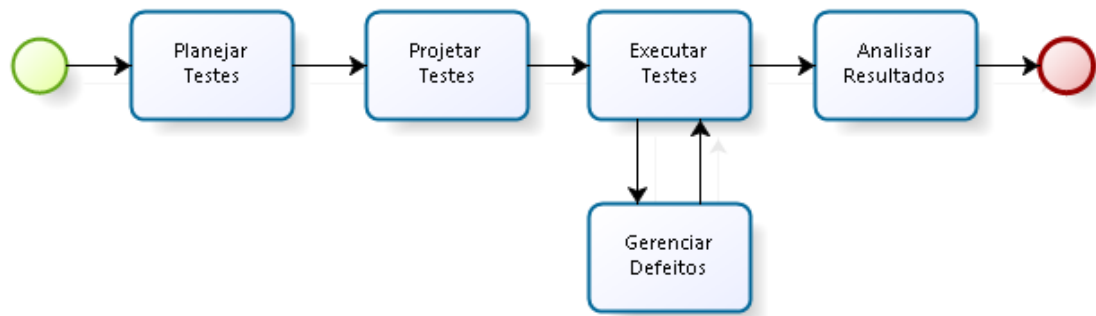 Planejar
Testes
Projetar
Testes
Executar
Testes
Analisar
Resultados
Gerenciar
Defeitos